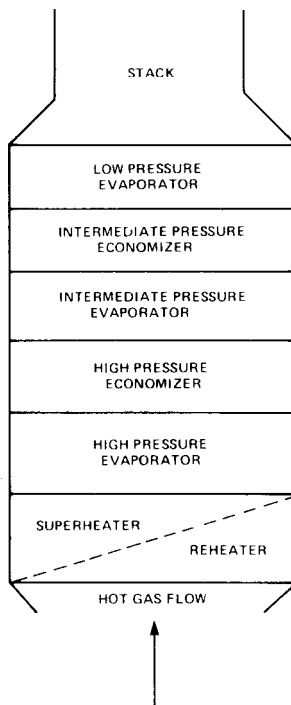 STACK
LOW PRESSURE
EVAPORATOR
INTERMEDIATE PRESSURE
ECONOMIZER
INTERMEDIATE PRESSURE
EVAPORATOR
HIGH PRESSURE
ECONOMIZER
HIGH PRESSURE
EVAPORATOR
SUPERHEATER
REHEATER
HOT GAS FLOW